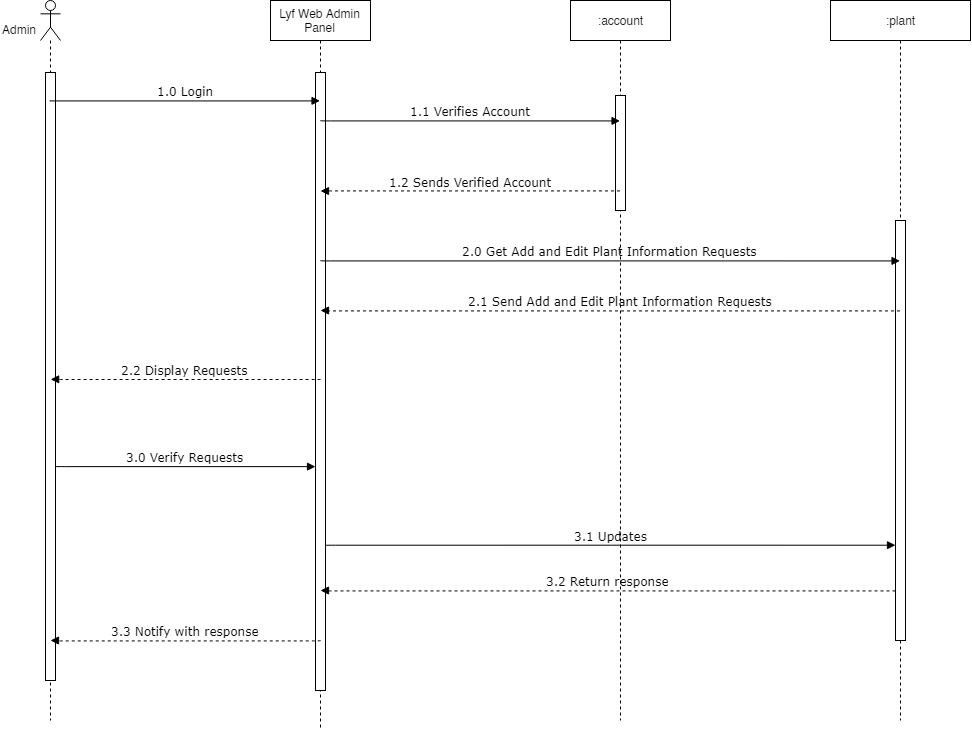 Admin
Lyf Web Admin
Panel
:account
:plant
1.0 Login
1.1 Verifies Account
1.2 Sends Verified Account
2.0 Get Add and Edit Plant Information Requests
2.1 Send Add and Edit Plant Information Requests
2.2 Display Requests
3.0 Verify Requests
3.1 Updates
3.2 Return response
3.3 Notify with response